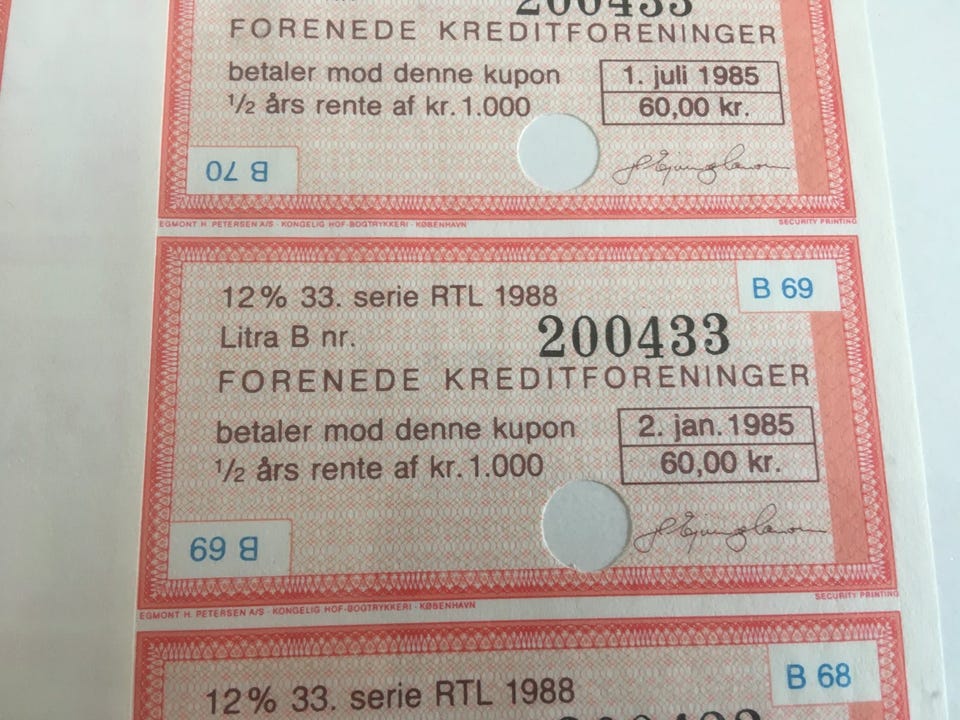 200433
FORENEDE KREDITFORENINGER
betaler mod denne kupon 1. juli 1985
1/2 års rente af kr. 1.000 60,00 kr.
B 70
EGMONT H. PETERSEN A/S - KONGELIG HOF-BOGTRYKKERI - KØBENHAVN SECURITY PRINTING
12% 33. serie RTL 1988 B 69
Litra B nr. 200433
FORENEDE KREDITFORENINGER
betaler mod denne kupon 2. jan. 1985
1/2 års rente af kr. 1.000 60,00 kr.
B 69
EGMONT H. PETERSEN A/S - KONGELIG HOF-BOGTRYKKERI - KØBENHAVN SECURITY PRINTING
12% 33. serie RTL 1988 B 68